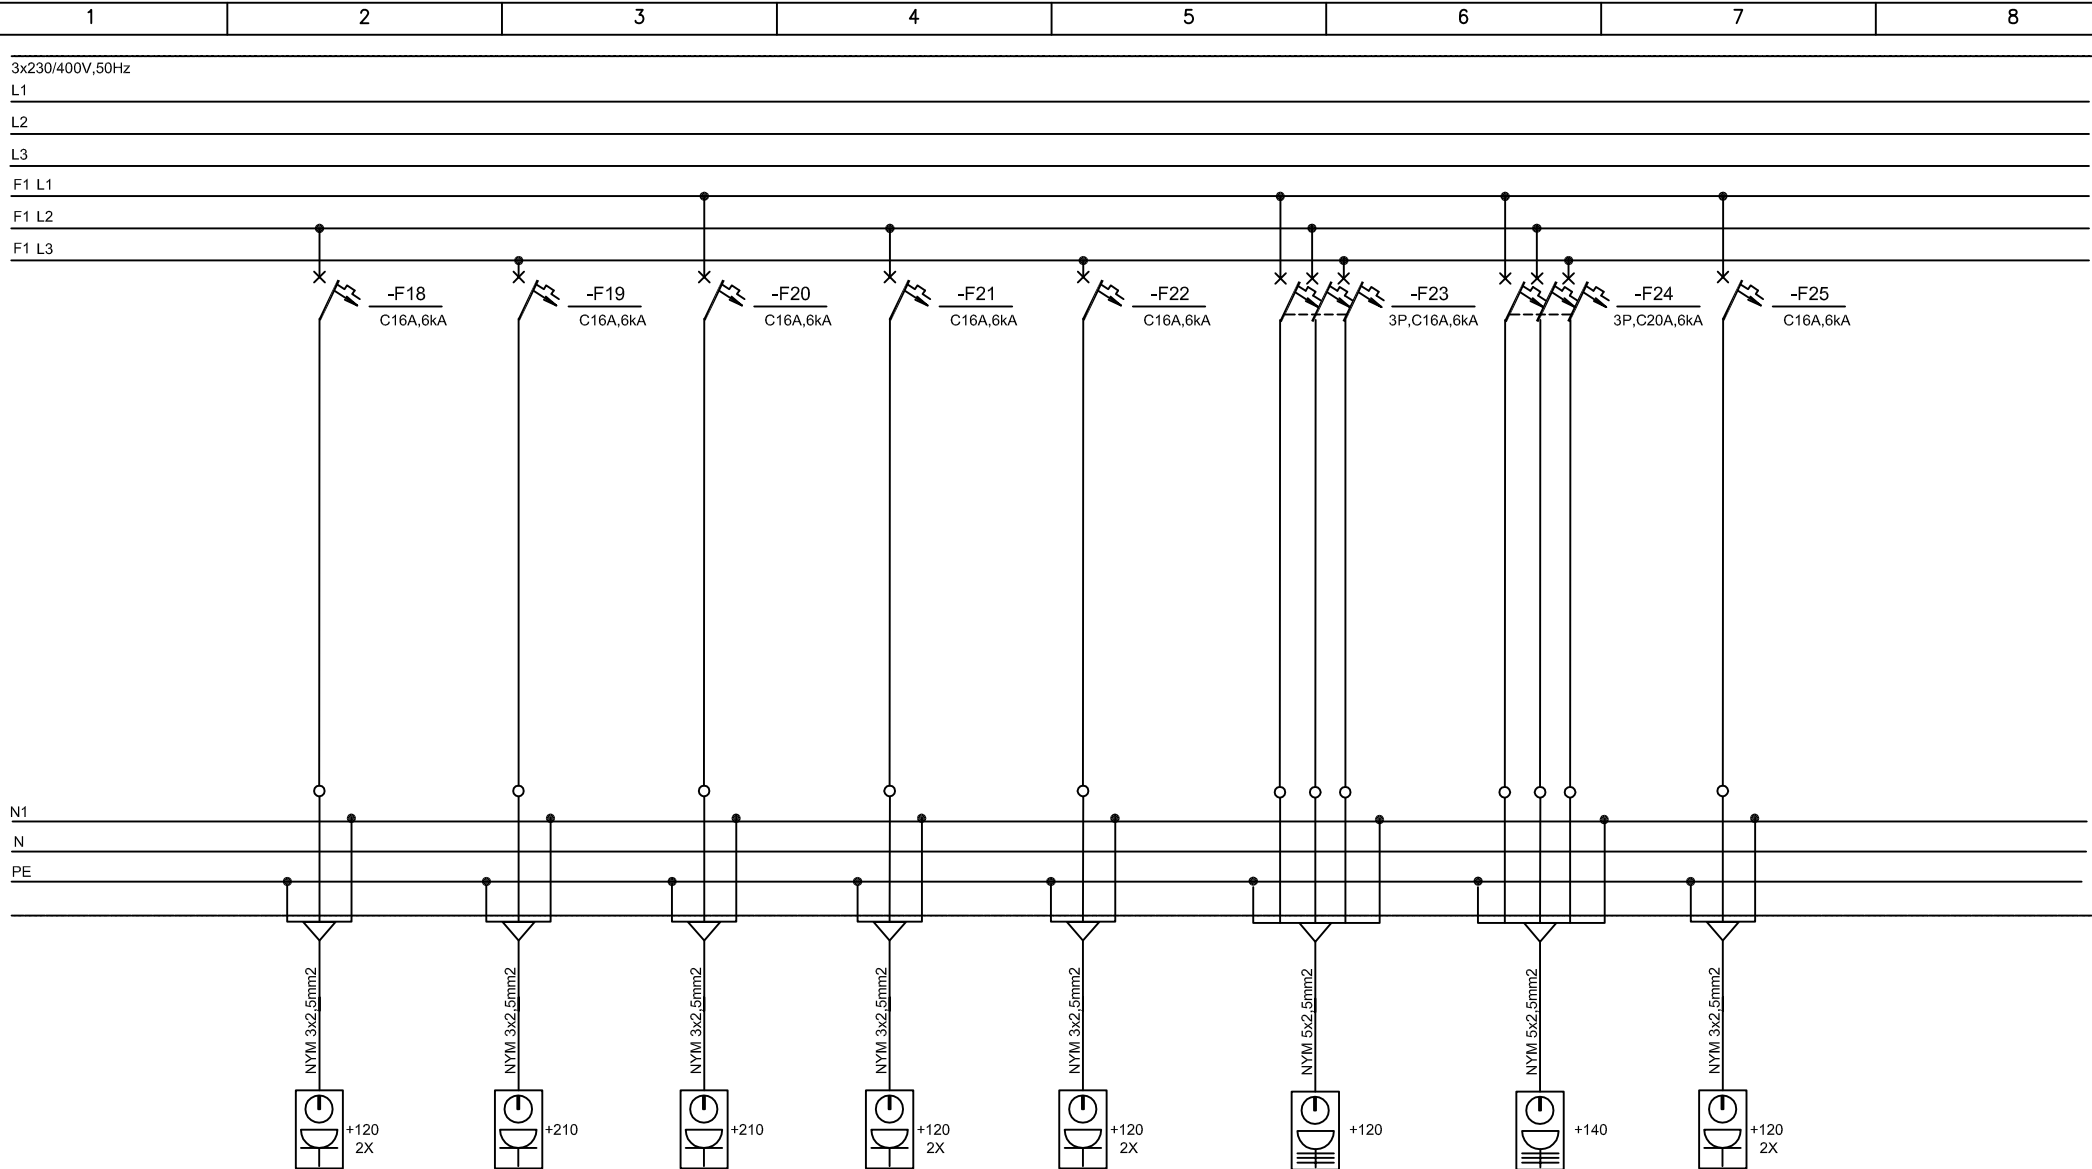 1 2 3 4 5 6 7 8
3x230/400V,50Hz
L1
L2
L3
F1 L1
F1 L2
F1 L3
-F18 -F19 -F20 -F21 -F22 -F23 -F24 -F25
C16A,6kA C16A,6kA C16A,6kA C16A,6kA C16A,6kA 3P,C16A,6kA 3P,C20A,6kA C16A,6kA
N1
N
PE
NYM 3x2,5mm2
NYM 3x2,5mm2
NYM 3x2,5mm2
NYM 3x2,5mm2
NYM 3x2,5mm2
NYM 5x2,5mm2
NYM 5x2,5mm2
NYM 3x2,5mm2
+120 +210 +210 +120 +120 +120 +140 +120
2X 2X 2X 2X